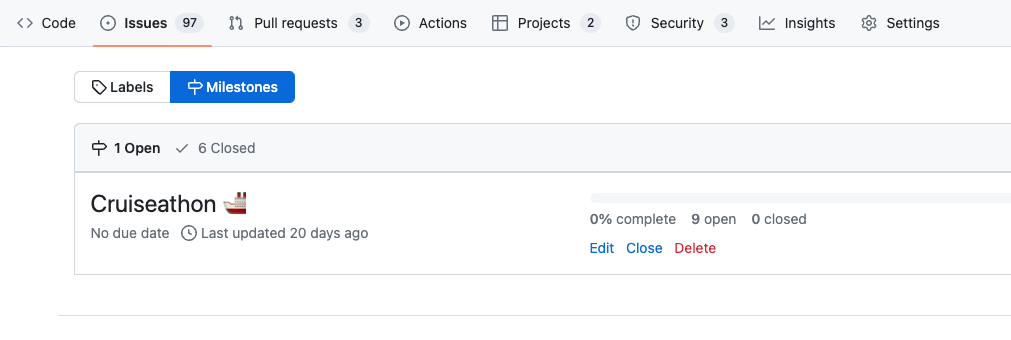 Code Issues 97 Pull requests 3 Actions Projects 2 Security 3 Insights Settings
Labels Milestones
1 Open 6 Closed
Cruiseathon 🚢
0% complete 9 open 0 closed
No due date Last updated 20 days ago
Edit Close Delete